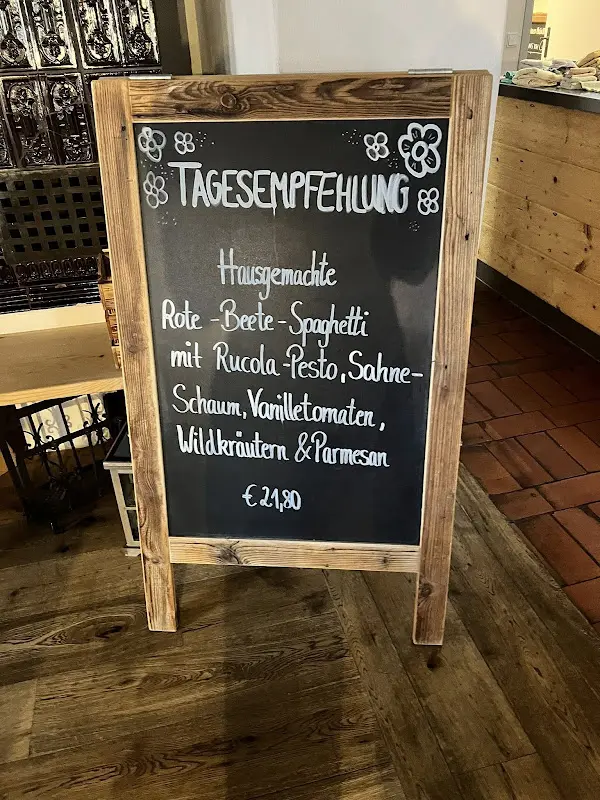 TAGESEMPFEHLUNG
Hausgemachte
Rote-Beete-Spaghetti
mit Rucola-Pesto, Sahne-
Schaum, Vanilletomaten,
Wildkräutern & Parmesan
€ 21,80